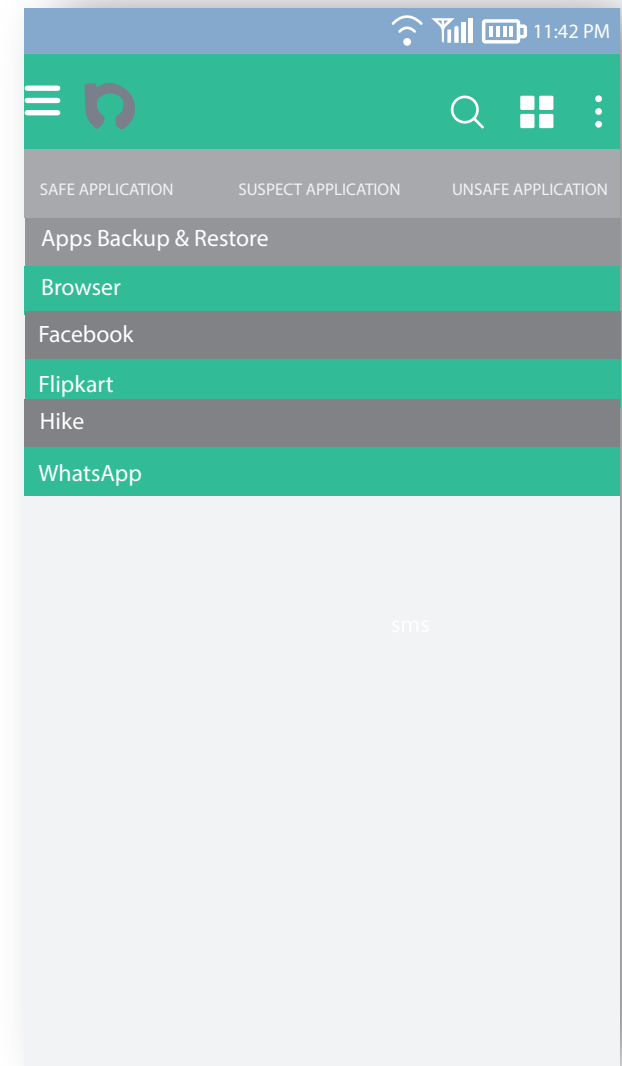 11:42 PM
SAFE APPLICATION SUSPECT APPLICATION UNSAFE APPLICATION
Apps Backup & Restore
Browser
Facebook
Flipkart
Hike
WhatsApp
sms